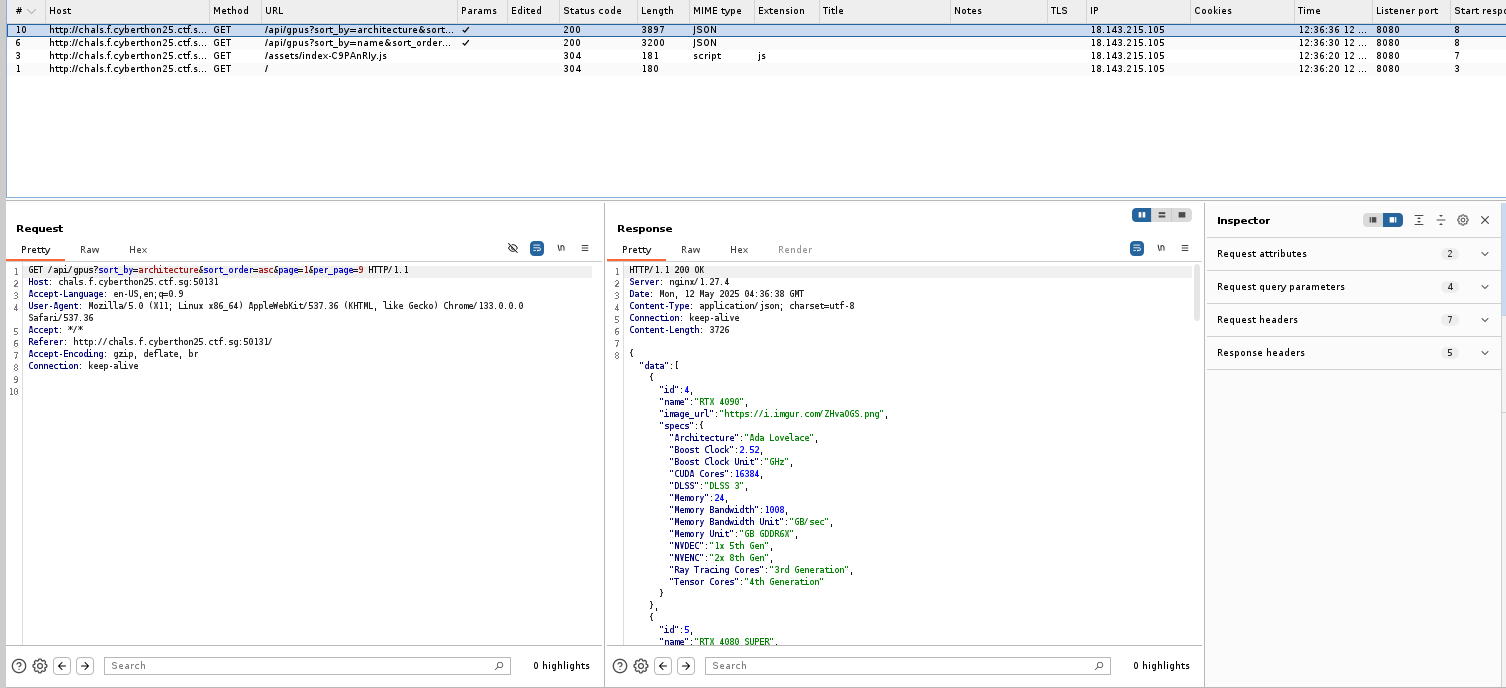 # Host Method URL Params Edited Status code Length MIME type Extension Title Notes TLS IP Cookies Time Listener port Start respo
10 http://chals.f.cyberthon25.ctf.s... GET /api/gpus?sort_by=architecture&sort... ✓ 200 3897 JSON 18.143.215.105 12:36:36 12 ... 8080 8
6 http://chals.f.cyberthon25.ctf.s... GET /api/gpus?sort_by=name&sort_order... ✓ 200 3200 JSON 18.143.215.105 12:36:30 12 ... 8080 8
3 http://chals.f.cyberthon25.ctf.s... GET /assets/index-C9PAnRly.js 304 181 script js 18.143.215.105 12:36:20 12 ... 8080 7
1 http://chals.f.cyberthon25.ctf.s... GET / 304 180 18.143.215.105 12:36:20 12 ... 8080 3
Request
Pretty Raw Hex
\n
1 GET /api/gpus?sort_by=architecture&sort_order=asc&page=1&per_page=9 HTTP/1.1
2 Host: chals.f.cyberthon25.ctf.sg:50131
3 Accept-Language: en-US,en;q=0.9
4 User-Agent: Mozilla/5.0 (X11; Linux x86_64) AppleWebKit/537.36 (KHTML, like Gecko) Chrome/133.0.0.0
Safari/537.36
5 Accept: */*
6 Referer: http://chals.f.cyberthon25.ctf.sg:50131/
7 Accept-Encoding: gzip, deflate, br
8 Connection: keep-alive
9
10
Search
0 highlights
Response
Pretty Raw Hex Render
\n
1 HTTP/1.1 200 OK
2 Server: nginx/1.27.4
3 Date: Mon, 12 May 2025 04:36:38 GMT
4 Content-Type: application/json; charset=utf-8
5 Connection: keep-alive
6 Content-Length: 3726
7
8 {
"data":[
{
"id":4,
"name":"RTX 4090",
"image_url":"https://i.imgur.com/ZHvaOGS.png",
"specs":{
"Architecture":"Ada Lovelace",
"Boost Clock":2.52,
"Boost Clock Unit":"GHz",
"CUDA Cores":16384,
"DLSS":"DLSS 3",
"Memory":24,
"Memory Bandwidth":1008,
"Memory Bandwidth Unit":"GB/sec",
"Memory Unit":"GB GDDR6X",
"NVDEC":"1x 5th Gen",
"NVENC":"2x 8th Gen",
"Ray Tracing Cores":"3rd Generation",
"Tensor Cores":"4th Generation"
}
},
{
"id":5,
"name":"RTX 4080 SUPER",
Search
0 highlights
Inspector
Request attributes 2
Request query parameters 4
Request headers 7
Response headers 5